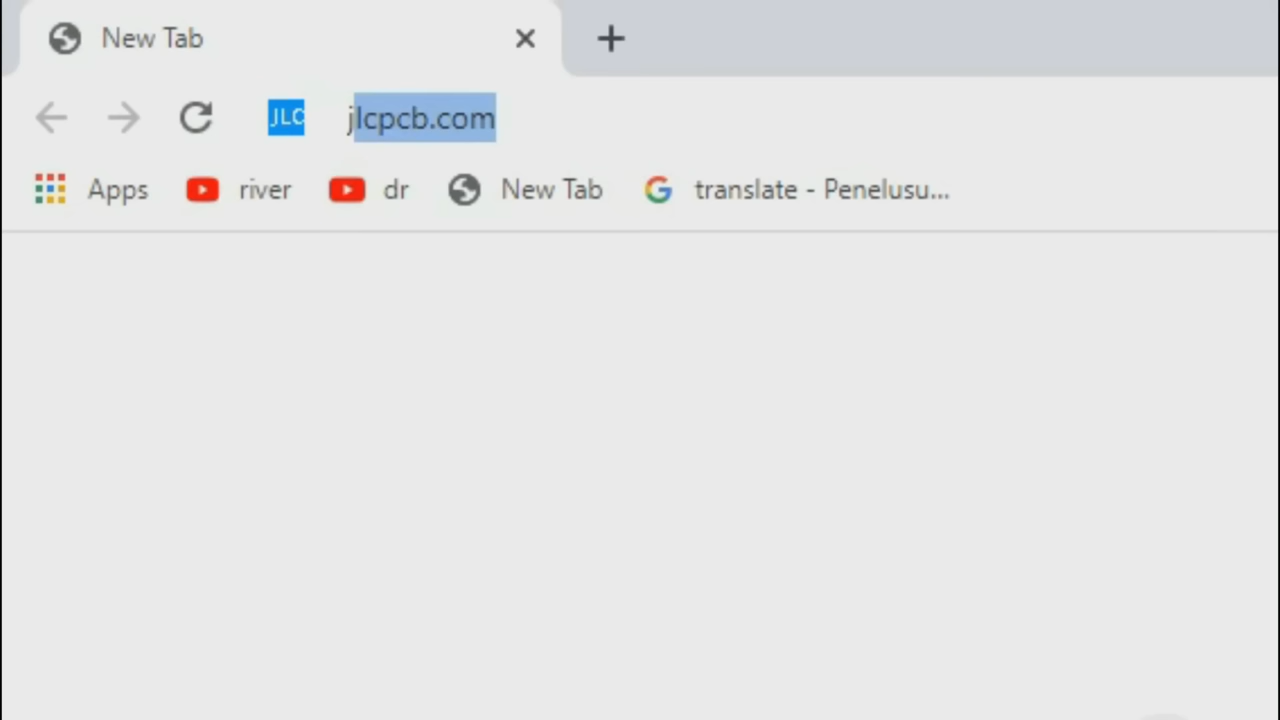 New Tab
JLC jlcpcb.com
Apps river dr New Tab translate - Penelusu...